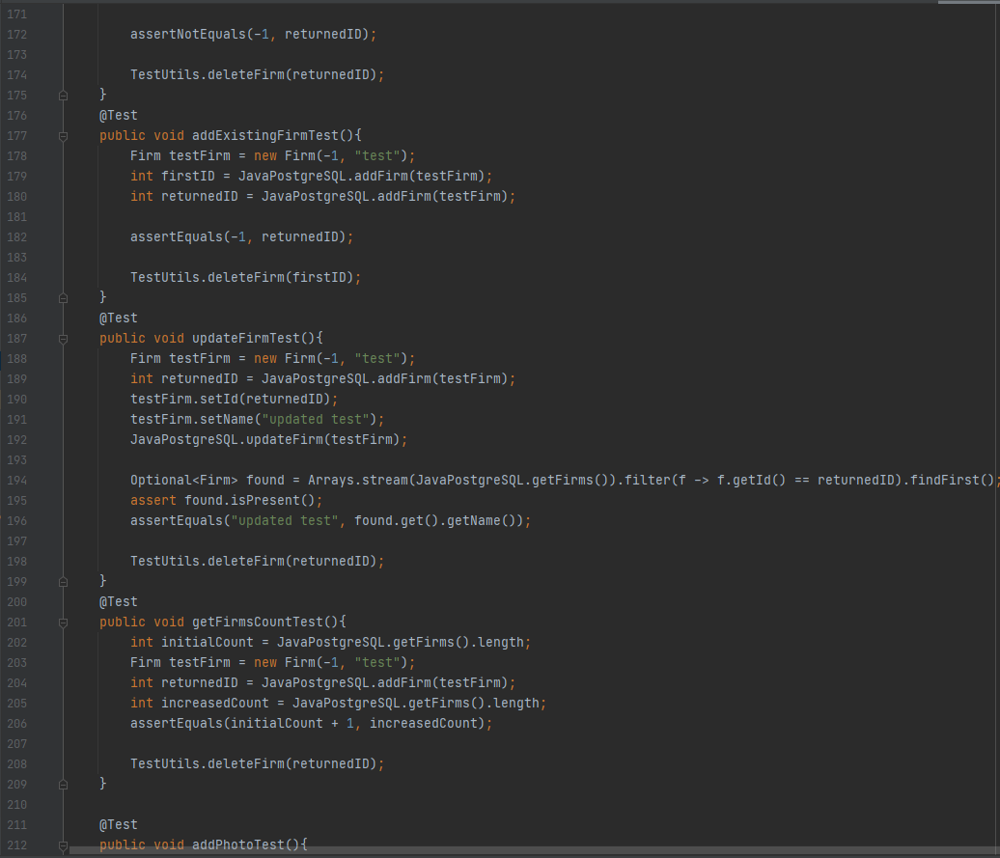 171
172 assertNotEquals(-1, returnedID);
173
174 TestUtils.deleteFirm(returnedID);
175 }
176 @Test
177 public void addExistingFirmTest(){
178 Firm testFirm = new Firm(-1, "test");
179 int firstID = JavaPostgreSQL.addFirm(testFirm);
180 int returnedID = JavaPostgreSQL.addFirm(testFirm);
181
182 assertEquals(-1, returnedID);
183
184 TestUtils.deleteFirm(firstID);
185 }
186 @Test
187 public void updateFirmTest(){
188 Firm testFirm = new Firm(-1, "test");
189 int returnedID = JavaPostgreSQL.addFirm(testFirm);
190 testFirm.setId(returnedID);
191 testFirm.setName("updated test");
192 JavaPostgreSQL.updateFirm(testFirm);
193
194 Optional<Firm> found = Arrays.stream(JavaPostgreSQL.getFirms()).filter(f -> f.getId() == returnedID).findFirst();
195 assert found.isPresent();
196 assertEquals("updated test", found.get().getName());
197
198 TestUtils.deleteFirm(returnedID);
199 }
200 @Test
201 public void getFirmsCountTest(){
202 int initialCount = JavaPostgreSQL.getFirms().length;
203 Firm testFirm = new Firm(-1, "test");
204 int returnedID = JavaPostgreSQL.addFirm(testFirm);
205 int increasedCount = JavaPostgreSQL.getFirms().length;
206 assertEquals(initialCount + 1, increasedCount);
207
208 TestUtils.deleteFirm(returnedID);
209 }
210
211 @Test
212 public void addPhotoTest(){